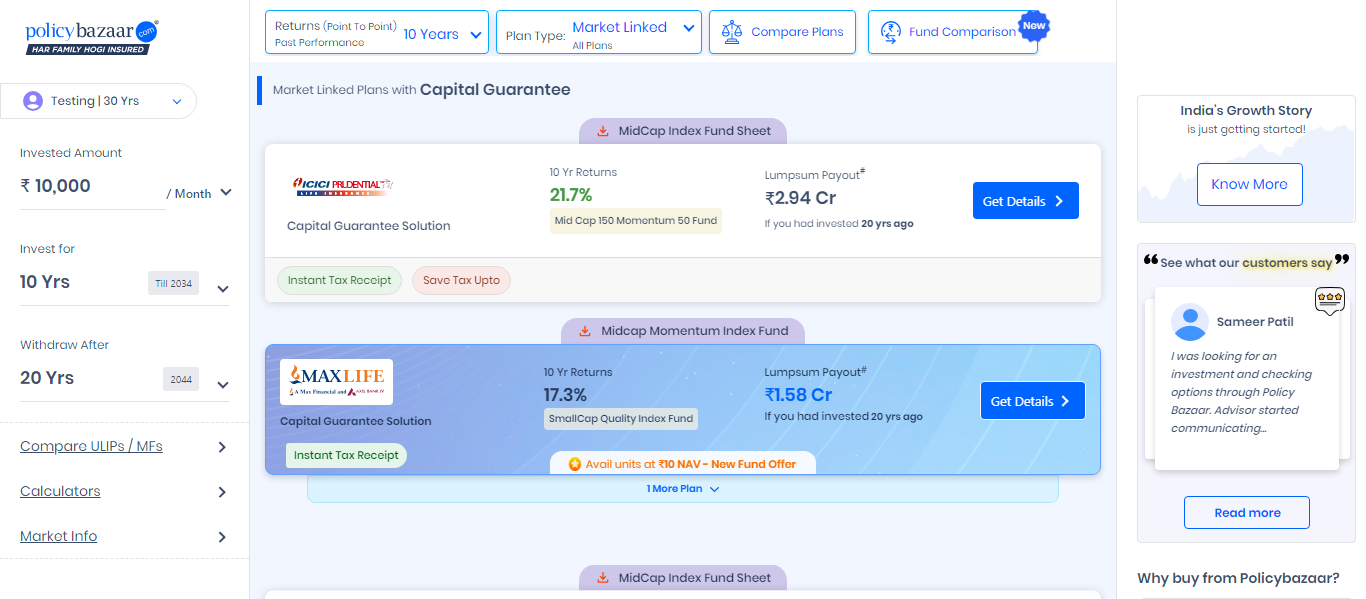 policybazaar.com
HAR FAMILY HOGI INSURED
Testing | 30 Yrs
Invested Amount
₹ 10,000
/ Month
Invest for
10 Yrs
Till 2034
Withdraw After
20 Yrs
2044
Compare ULIPs / MFs
Calculators
Market Info
Returns (Point To Point)
Past Performance
10 Years
Plan Type:
Market Linked
All Plans
Compare Plans
Fund Comparison
New
Market Linked Plans with Capital Guarantee
MidCap Index Fund Sheet
ICICI PRUDENTIAL
LIFE INSURANCE
Capital Guarantee Solution
10 Yr Returns
21.7%
Mid Cap 150 Momentum 50 Fund
Lumpsum Payout#
₹2.94 Cr
If you had invested 20 yrs ago
Get Details
Instant Tax Receipt
Save Tax Upto
Midcap Momentum Index Fund
MAX LIFE
A Max Financial and AXIS BANK JV
Capital Guarantee Solution
Instant Tax Receipt
10 Yr Returns
17.3%
SmallCap Quality Index Fund
Lumpsum Payout#
₹1.58 Cr
If you had invested 20 yrs ago
Get Details
Avail units at ₹10 NAV - New Fund Offer
1 More Plan
MidCap Index Fund Sheet
India's Growth Story
is just getting started!
Know More
❝ See what our customers say ❞
Sameer Patil
I was looking for an
investment and checking
options through Policy
Bazaar. Advisor started
communicating...
Read more
Why buy from Policybazaar?